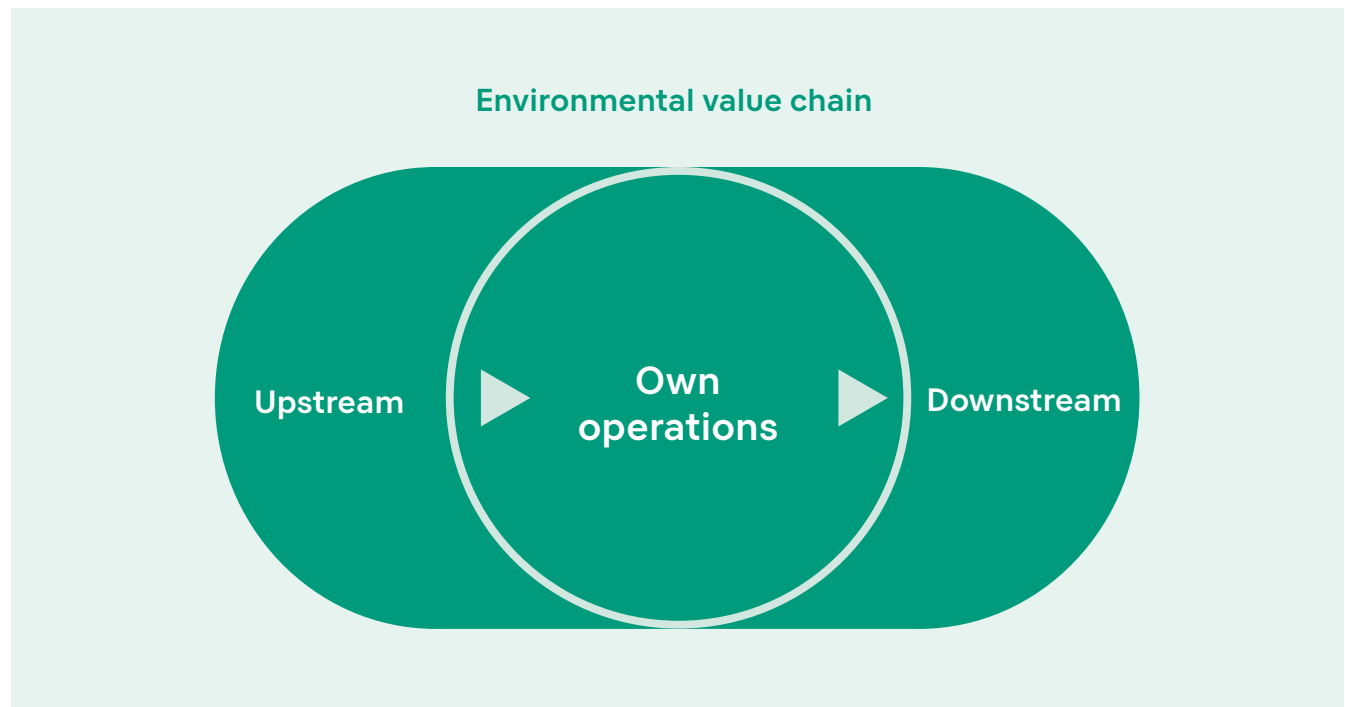 Environmental value chain
Upstream
Own
operations
Downstream